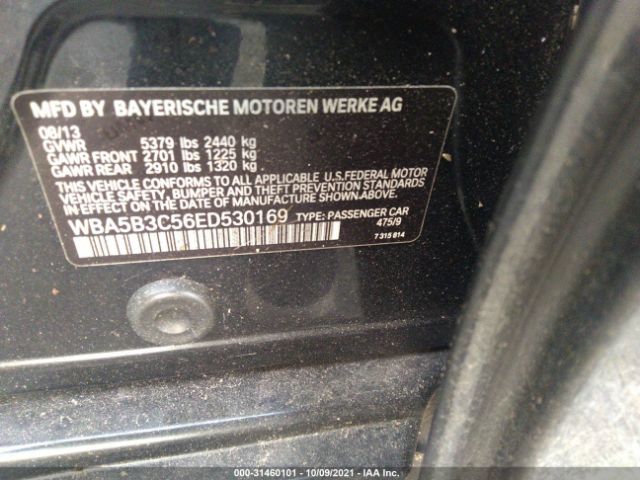 MFD BY BAYERISCHE MOTOREN WERKE AG
08/13
GVWR 5379 lbs 2440 kg
GAWR FRONT 2701 lbs 1225 kg
GAWR REAR 2910 lbs 1320 kg
THIS VEHICLE CONFORMS TO ALL APPLICABLE U.S.FEDERAL MOTOR
VEHICLE SAFETY, BUMPER AND THEFT PREVENTION STANDARDS
IN EFFECT ON THE DATE OF MANUFACTURE SHOWN ABOVE.
WBA5B3C56ED530169 TYPE: PASSENGER CAR
475/9
7 315 814
000-31460101 - 10/09/2021 - IAA Inc.